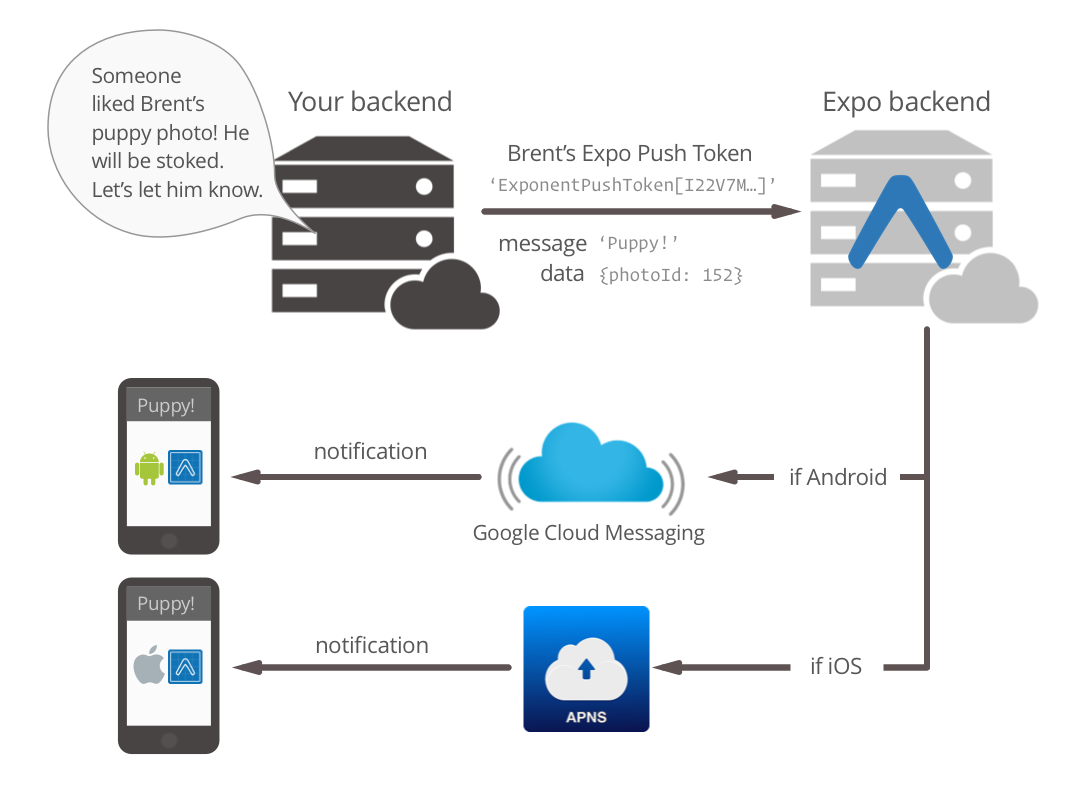 Someone
liked Brent’s
puppy photo! He
will be stoked.
Let’s let him know.
Your backend
Brent’s Expo Push Token
‘ExponentPushToken[I22V7M…]’
message ‘Puppy!’
data {photoId: 152}
Expo backend
Puppy!
notification
Google Cloud Messaging
if Android
Puppy!
notification
APNS
if iOS